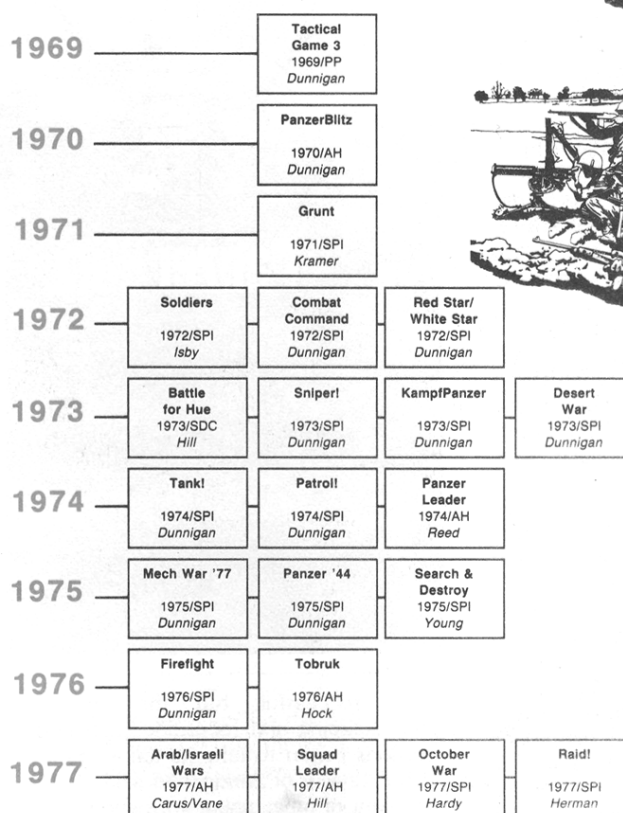 1969
Tactical
Game 3
1969/PP
Dunnigan
1970
PanzerBlitz
1970/AH
Dunnigan
1971
Grunt
1971/SPI
Kramer
1972
Soldiers
1972/SPI
Isby
Combat
Command
1972/SPI
Dunnigan
Red Star/
White Star
1972/SPI
Dunnigan
1973
Battle
for Hue
1973/SDC
Hill
Sniper!
1973/SPI
Dunnigan
KampfPanzer
1973/SPI
Dunnigan
Desert
War
1973/SPI
Dunnigan
1974
Tank!
1974/SPI
Dunnigan
Patrol!
1974/SPI
Dunnigan
Panzer
Leader
1974/AH
Reed
1975
Mech War '77
1975/SPI
Dunnigan
Panzer '44
1975/SPI
Dunnigan
Search &
Destroy
1975/SPI
Young
1976
Firefight
1976/SPI
Dunnigan
Tobruk
1976/AH
Hock
1977
Arab/Israeli
Wars
1977/AH
Carus/Vane
Squad
Leader
1977/AH
Hill
October
War
1977/SPI
Hardy
Raid!
1977/SPI
Herman